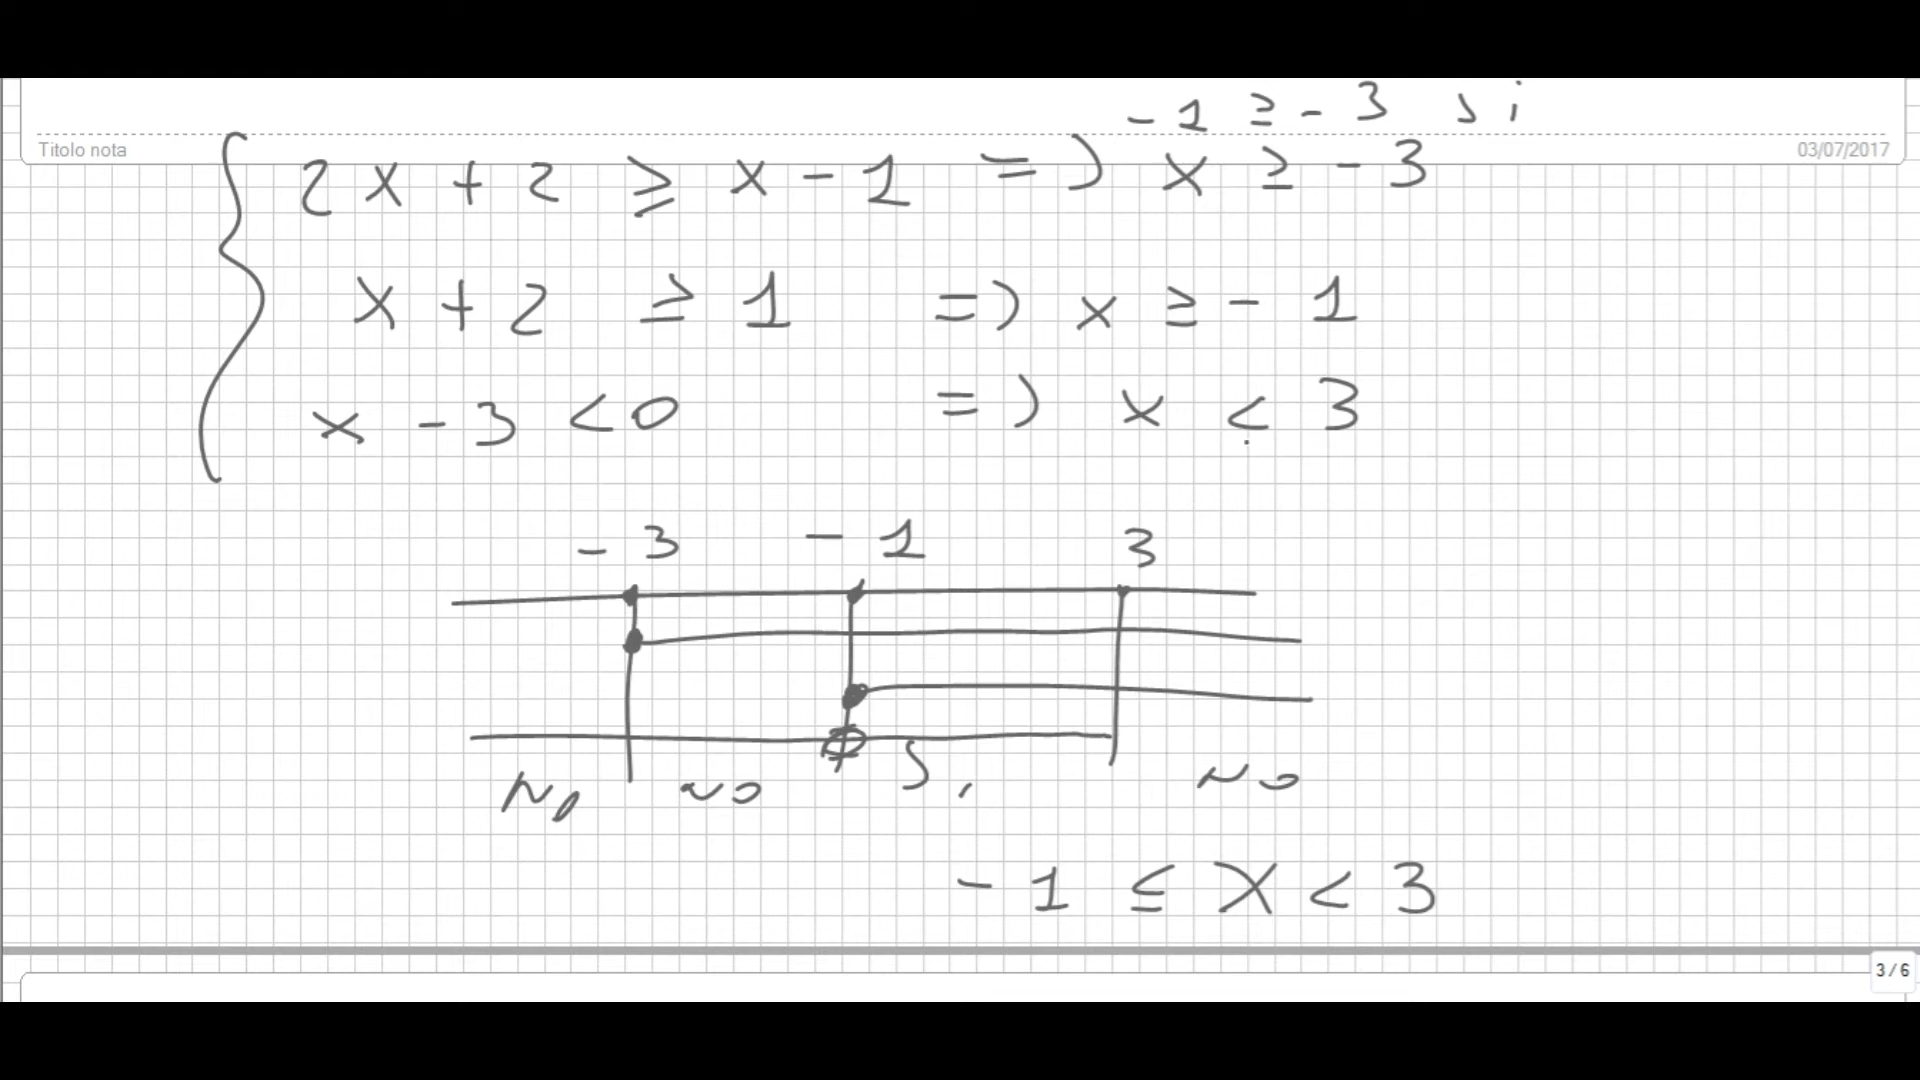 -1 ≥ -3 si
Titolo nota
03/07/2017
2x + 2 ≥ x - 1 => x ≥ -3
x + 2 ≥ 1 => x ≥ -1
x - 3 < 0 => x < 3
-3 -1 3
No No Si No
-1 ≤ x < 3
3 / 6